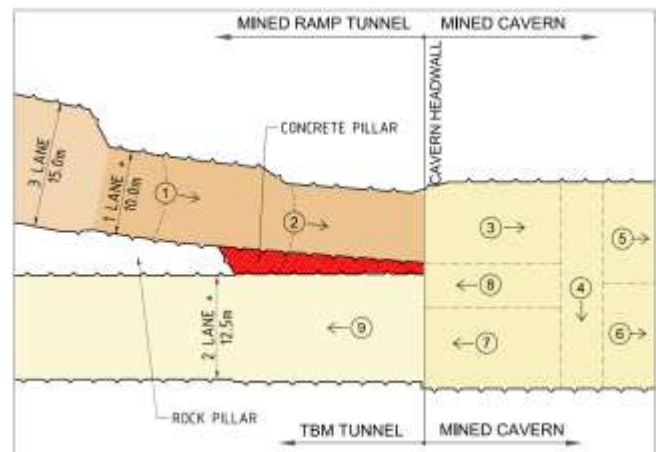 MINED RAMP TUNNEL
MINED CAVERN
CAVERN HEADWALL
CONCRETE PILLAR
3 LANE
15.0m
1 LANE +
10.0m
1
2
3
5
8
4
7
6
9
2 LANE +
12.5m
ROCK PILLAR
TBM TUNNEL
MINED CAVERN